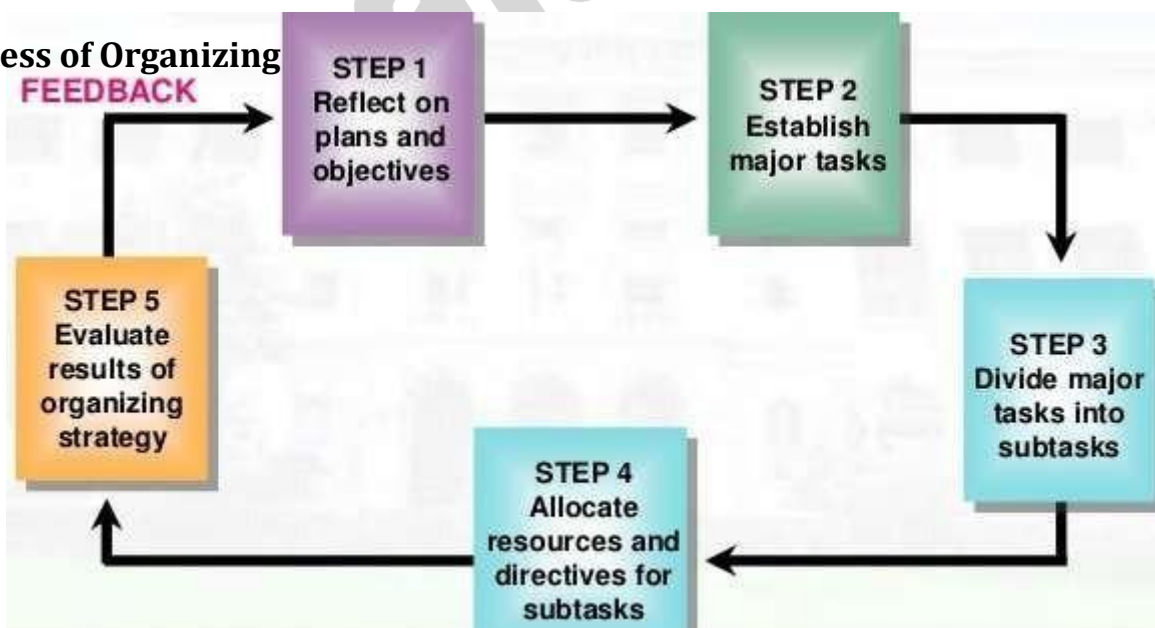 ess of Organizing
FEEDBACK
STEP 1
Reflect on
plans and
objectives
STEP 2
Establish
major tasks
STEP 3
Divide major
tasks into
subtasks
STEP 4
Allocate
resources and
directives for
subtasks
STEP 5
Evaluate
results of
organizing
strategy